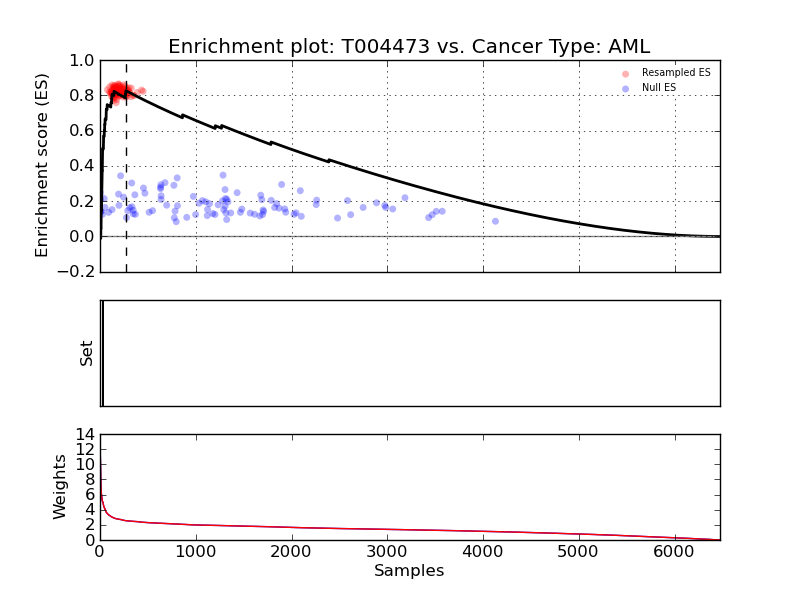 Enrichment plot: T004473 vs. Cancer Type: AML
Enrichment score (ES)
1.0
0.8
0.6
0.4
0.2
0.0
−0.2
Resampled ES
Null ES
Set
Weights
14
12
10
8
6
4
2
0
0 1000 2000 3000 4000 5000 6000
Samples